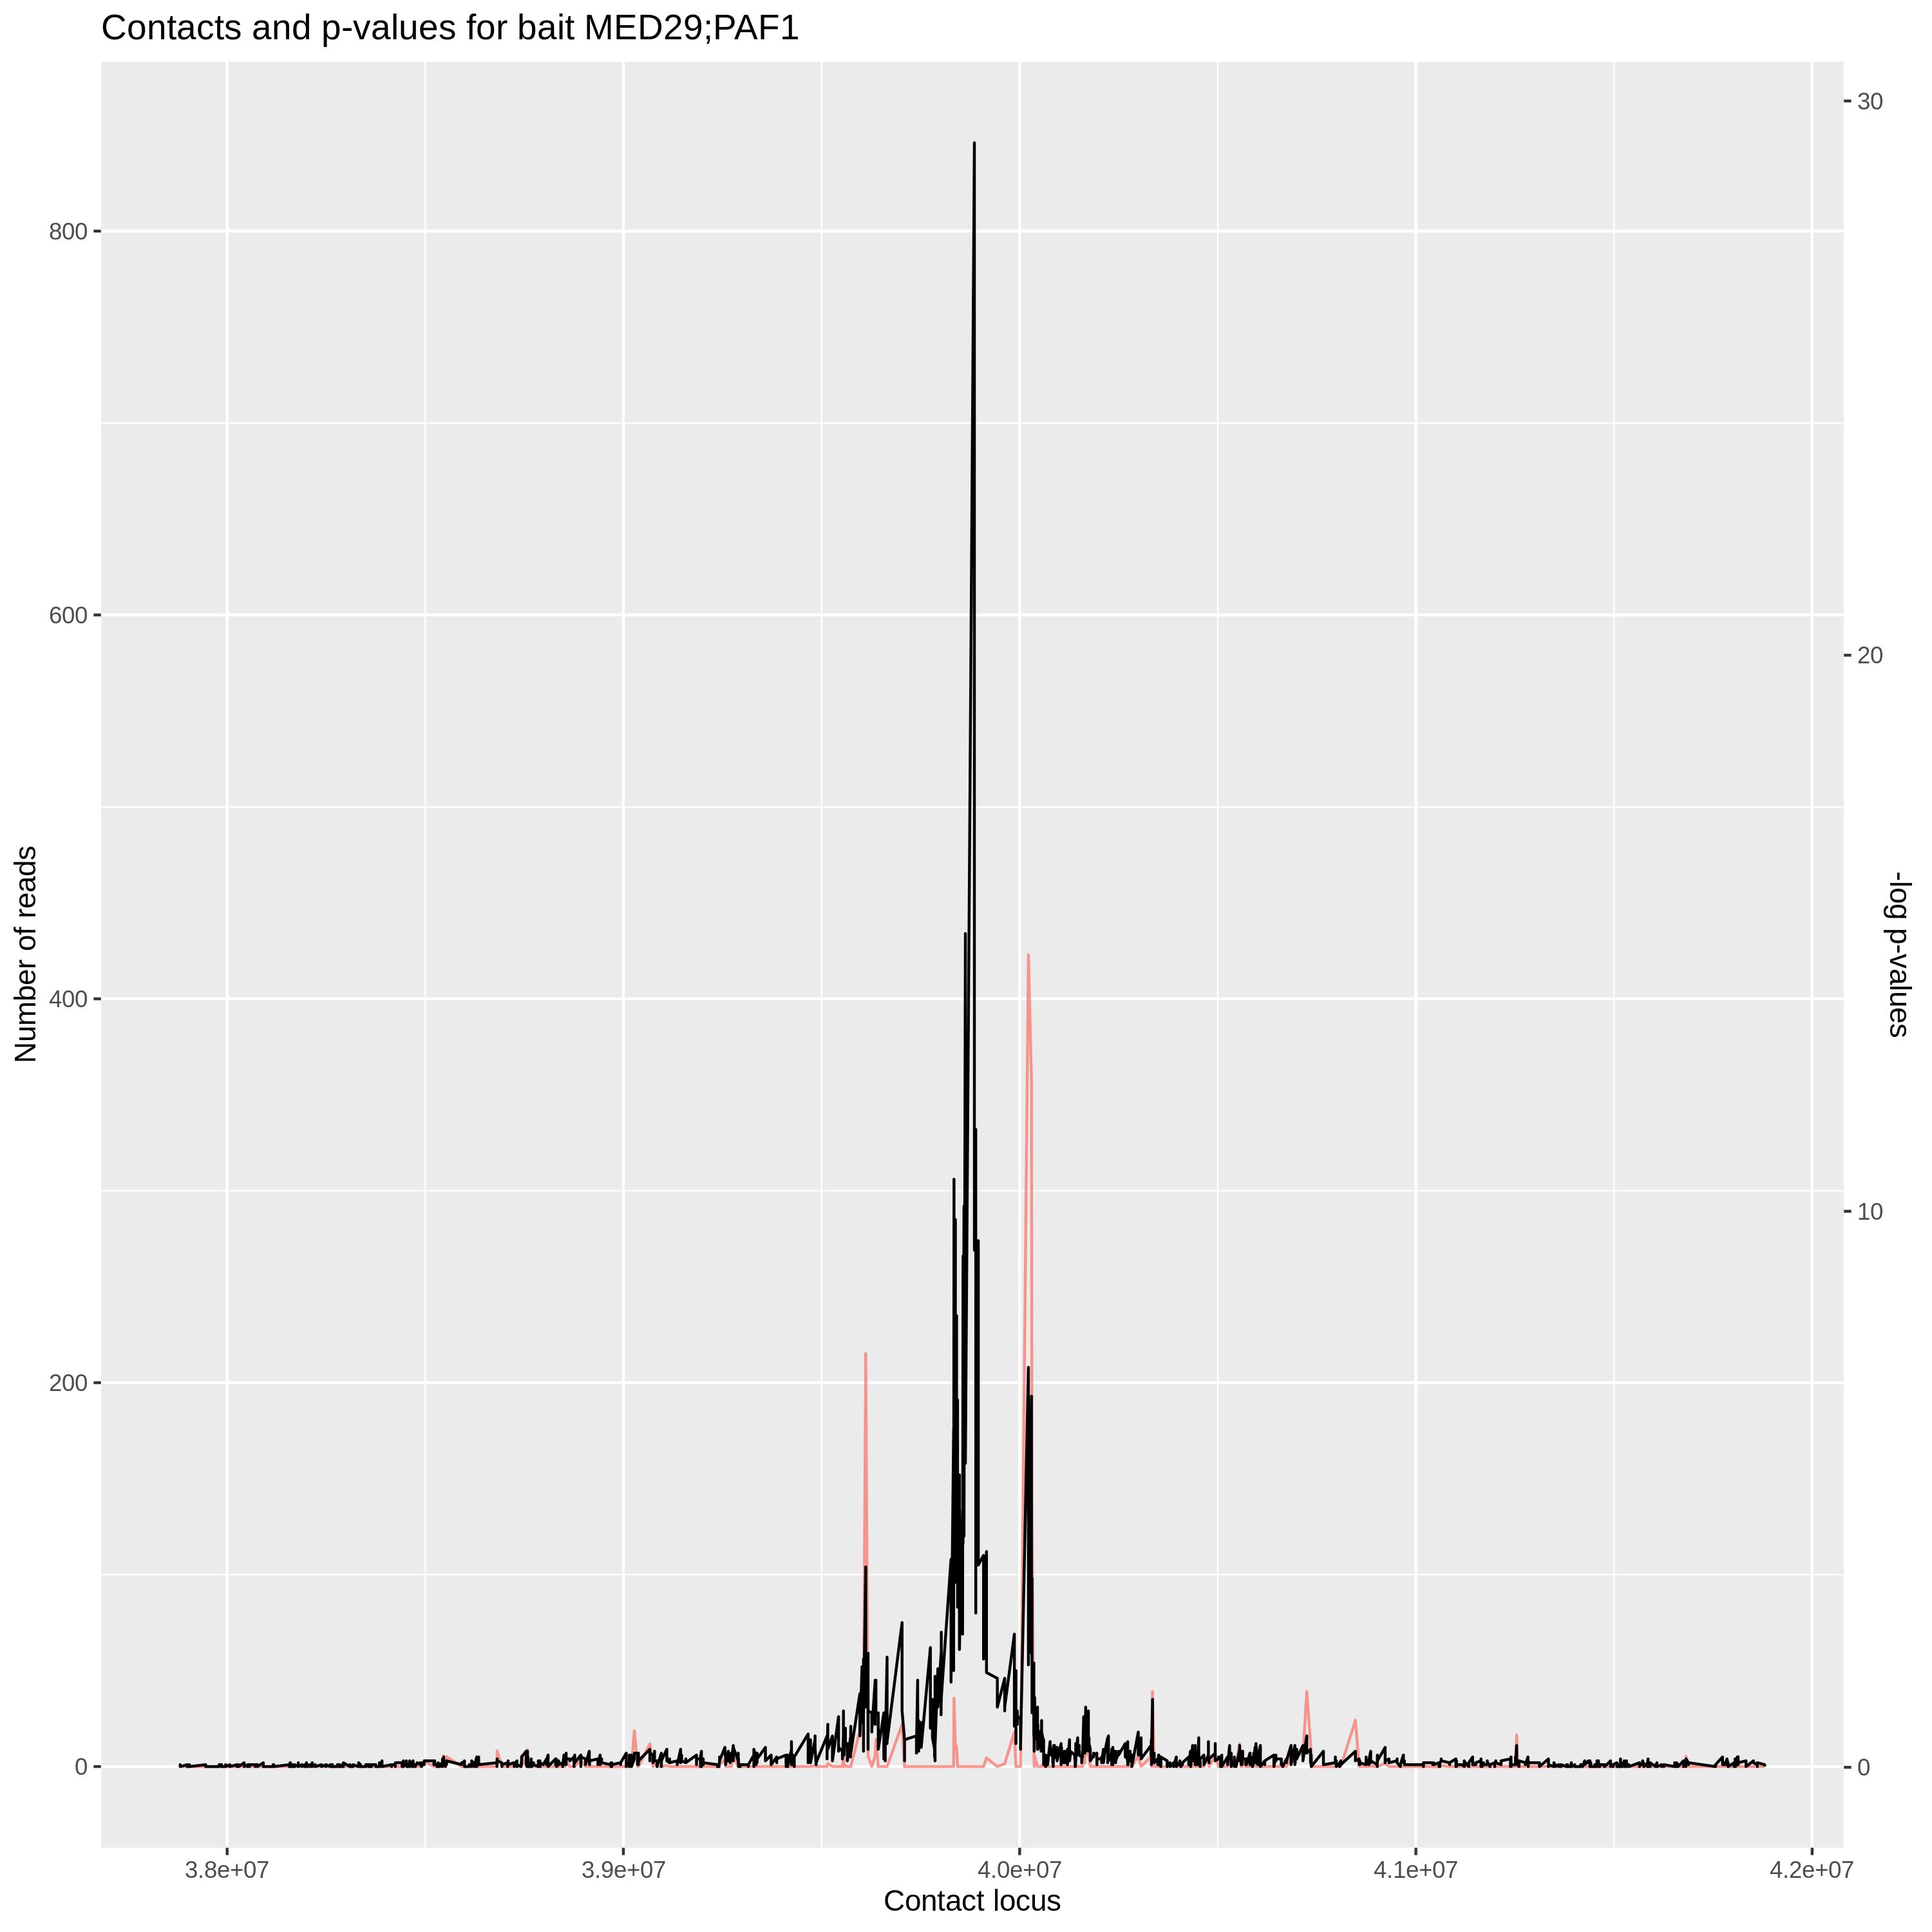 Contacts and p-values for bait MED29;PAF1
30
800
20
600
Number of reads
-log p-values
400
10
200
0
0
3.8e+07
3.9e+07
4.0e+07
4.1e+07
4.2e+07
Contact locus